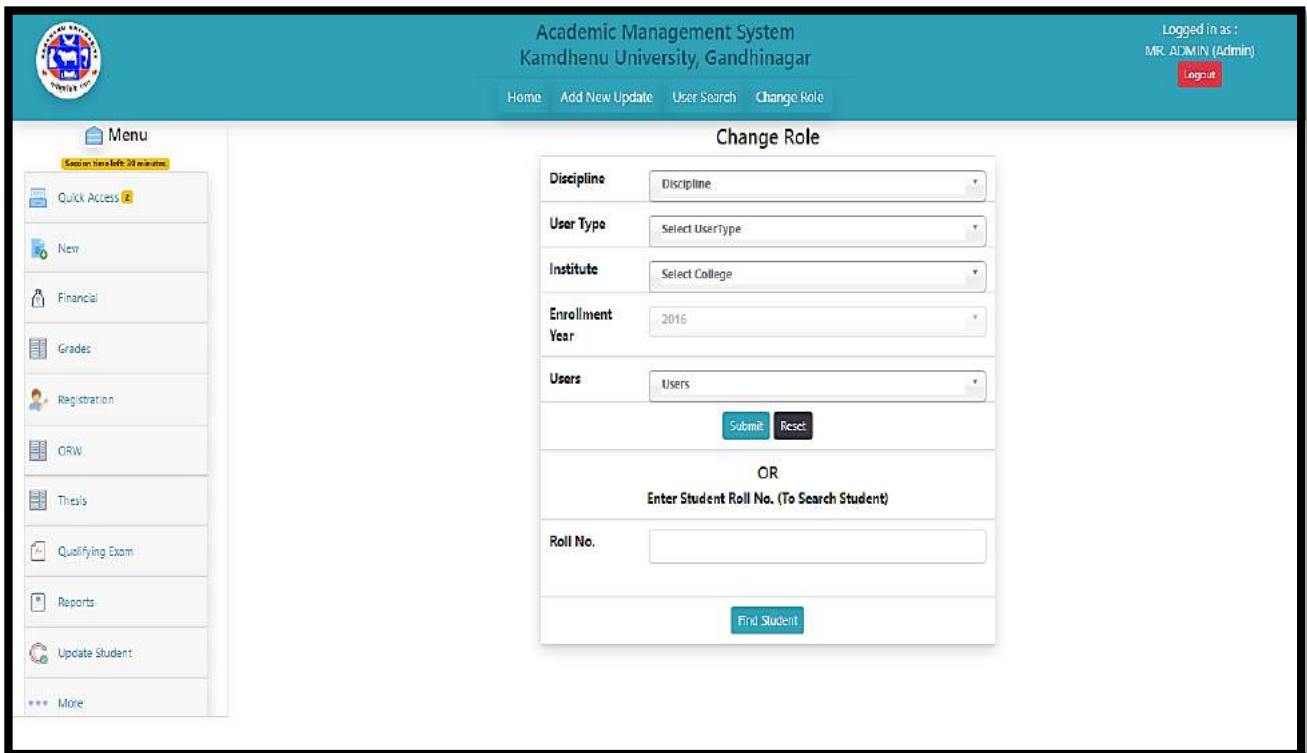 Academic Management System
Kamdhenu University, Gandhinagar
Logged in as :
MR. ADMIN (Admin)
Logout
Home Add New Update User Search Change Role
Menu
Session time left: 30 minutes
Quick Access 2
New
Financial
Grades
Registration
ORW
Thesis
Qualifying Exam
Reports
Update Student
More
Change Role
Discipline Discipline
User Type Select UserType
Institute Select College
Enrollment
Year
2016
Users Users
Submit Reset
OR
Enter Student Roll No. (To Search Student)
Roll No.
Find Student